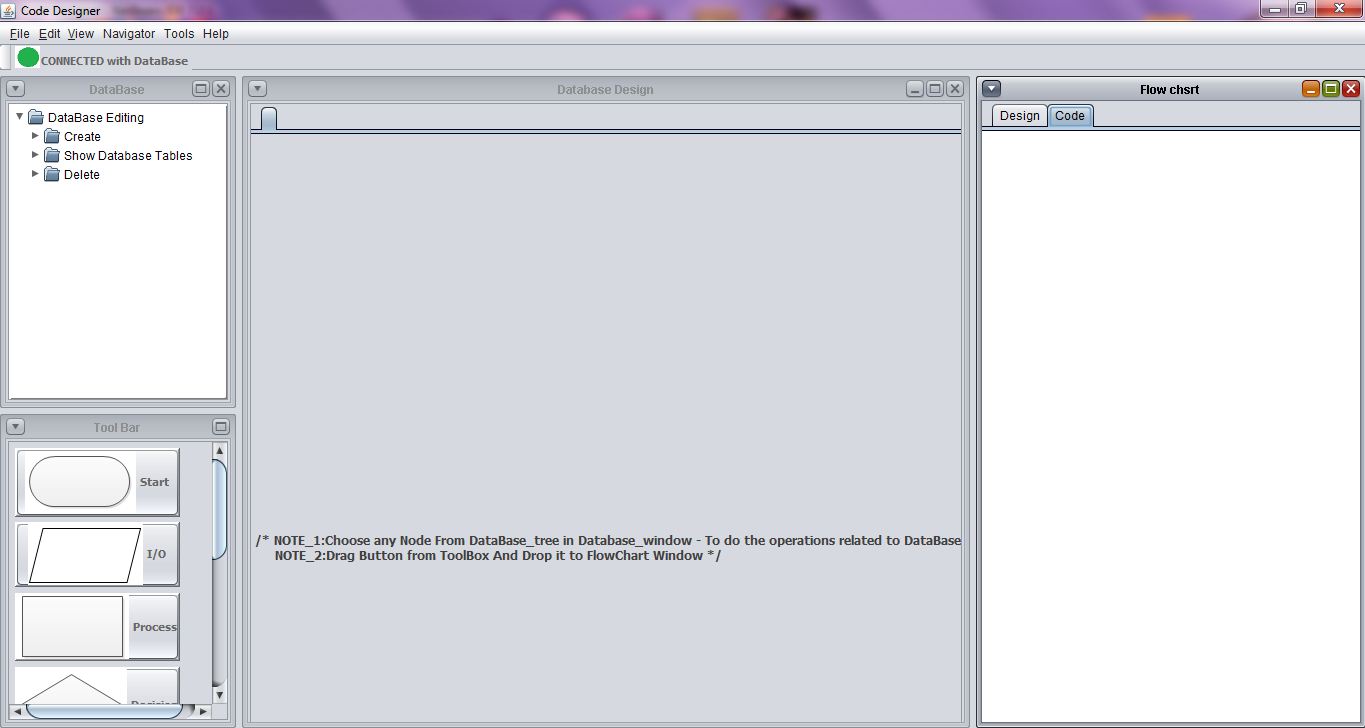 Code Designer
File Edit View Navigator Tools Help
CONNECTED with DataBase
DataBase
DataBase Editing
Create
Show Database Tables
Delete
Tool Bar
Start
I/O
Process
Database Design
/* NOTE_1:Choose any Node From DataBase_tree in Database_window - To do the operations related to DataBase
NOTE_2:Drag Button from ToolBox And Drop it to FlowChart Window */
Flow chsrt
Design Code